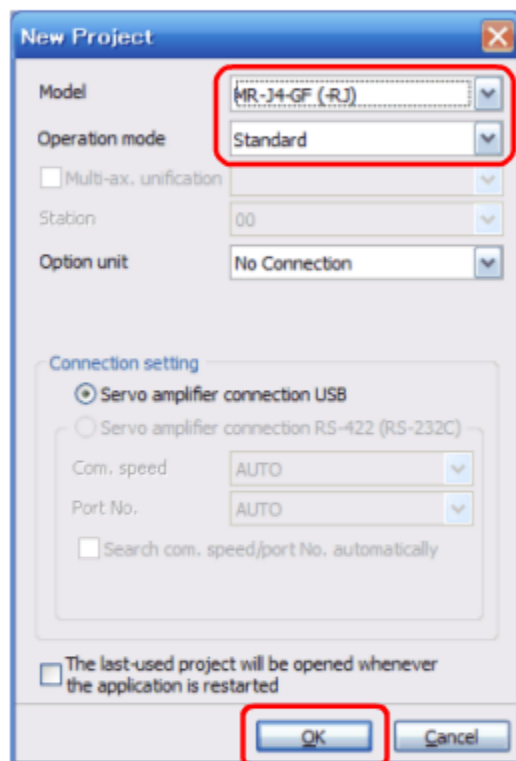 New Project
Model MR-J4-GF (-RJ)
Operation mode Standard
Multi-ax. unification
Station 00
Option unit No Connection
Connection setting
Servo amplifier connection USB
Servo amplifier connection RS-422 (RS-232C)
Com. speed AUTO
Port No. AUTO
Search com. speed/port No. automatically
The last-used project will be opened whenever
the application is restarted
OK Cancel